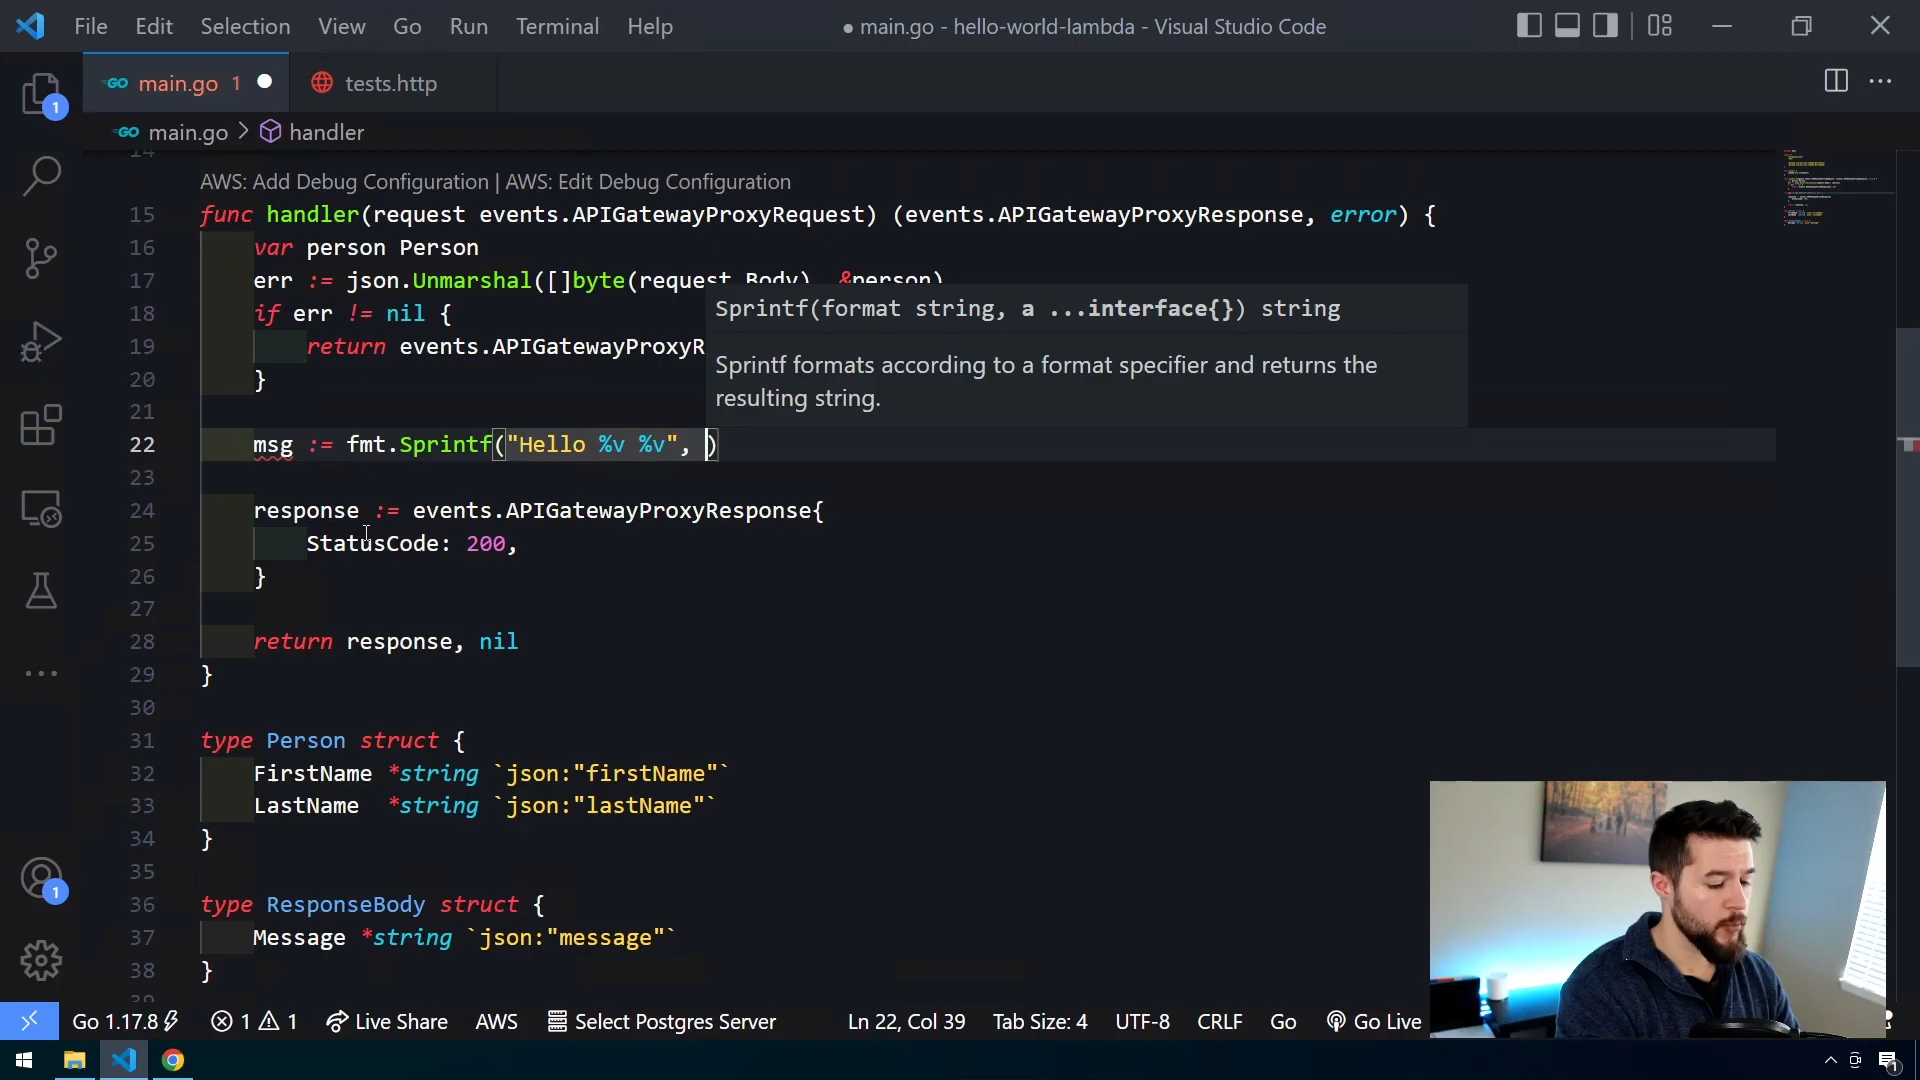 File Edit Selection View Go Run Terminal Help
● main.go - hello-world-lambda - Visual Studio Code
GO main.go 1 ●
tests.http
GO main.go > handler
1
14
AWS: Add Debug Configuration | AWS: Edit Debug Configuration
15 func handler(request events.APIGatewayProxyRequest) (events.APIGatewayProxyResponse, error) {
16 var person Person
17 err := json.Unmarshal([]byte(request.Body), &person)
18 if err != nil {
19 return events.APIGatewayProxyR
20 }
21
22 msg := fmt.Sprintf("Hello %v %v", )
Sprintf(format string, a ...interface{}) string
Sprintf formats according to a format specifier and returns the
resulting string.
23
24 response := events.APIGatewayProxyResponse{
25 StatusCode: 200,
26 }
27
28 return response, nil
29 }
30
31 type Person struct {
32 FirstName *string `json:"firstName"`
33 LastName *string `json:"lastName"`
34 }
35
36 type ResponseBody struct {
37 Message *string `json:"message"`
38 }
39
1
Go 1.17.8 1 1 Live Share AWS Select Postgres Server Ln 22, Col 39 Tab Size: 4 UTF-8 CRLF Go Go Live
1